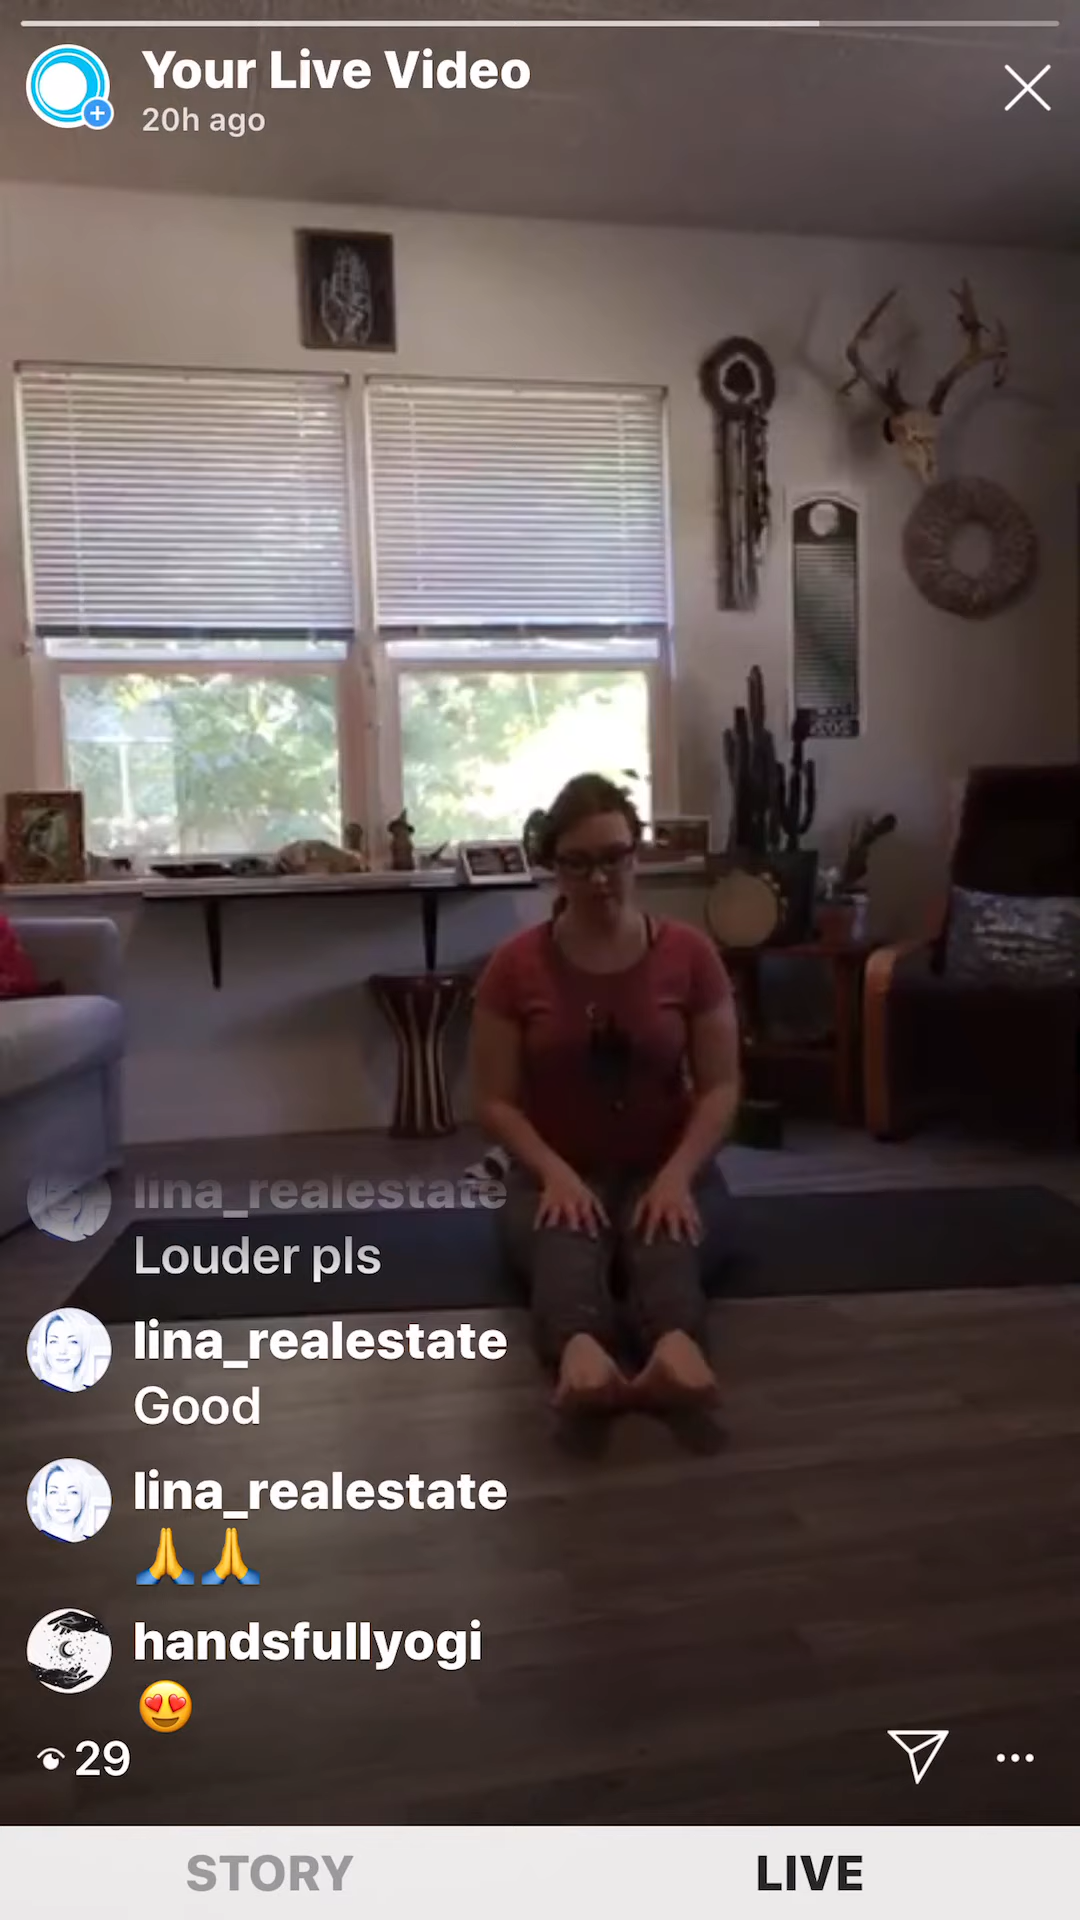 Your Live Video
20h ago
lina_realestate
Louder pls
lina_realestate
Good
lina_realestate
🙏🙏
handsfullyogi
😍
29
STORY
LIVE